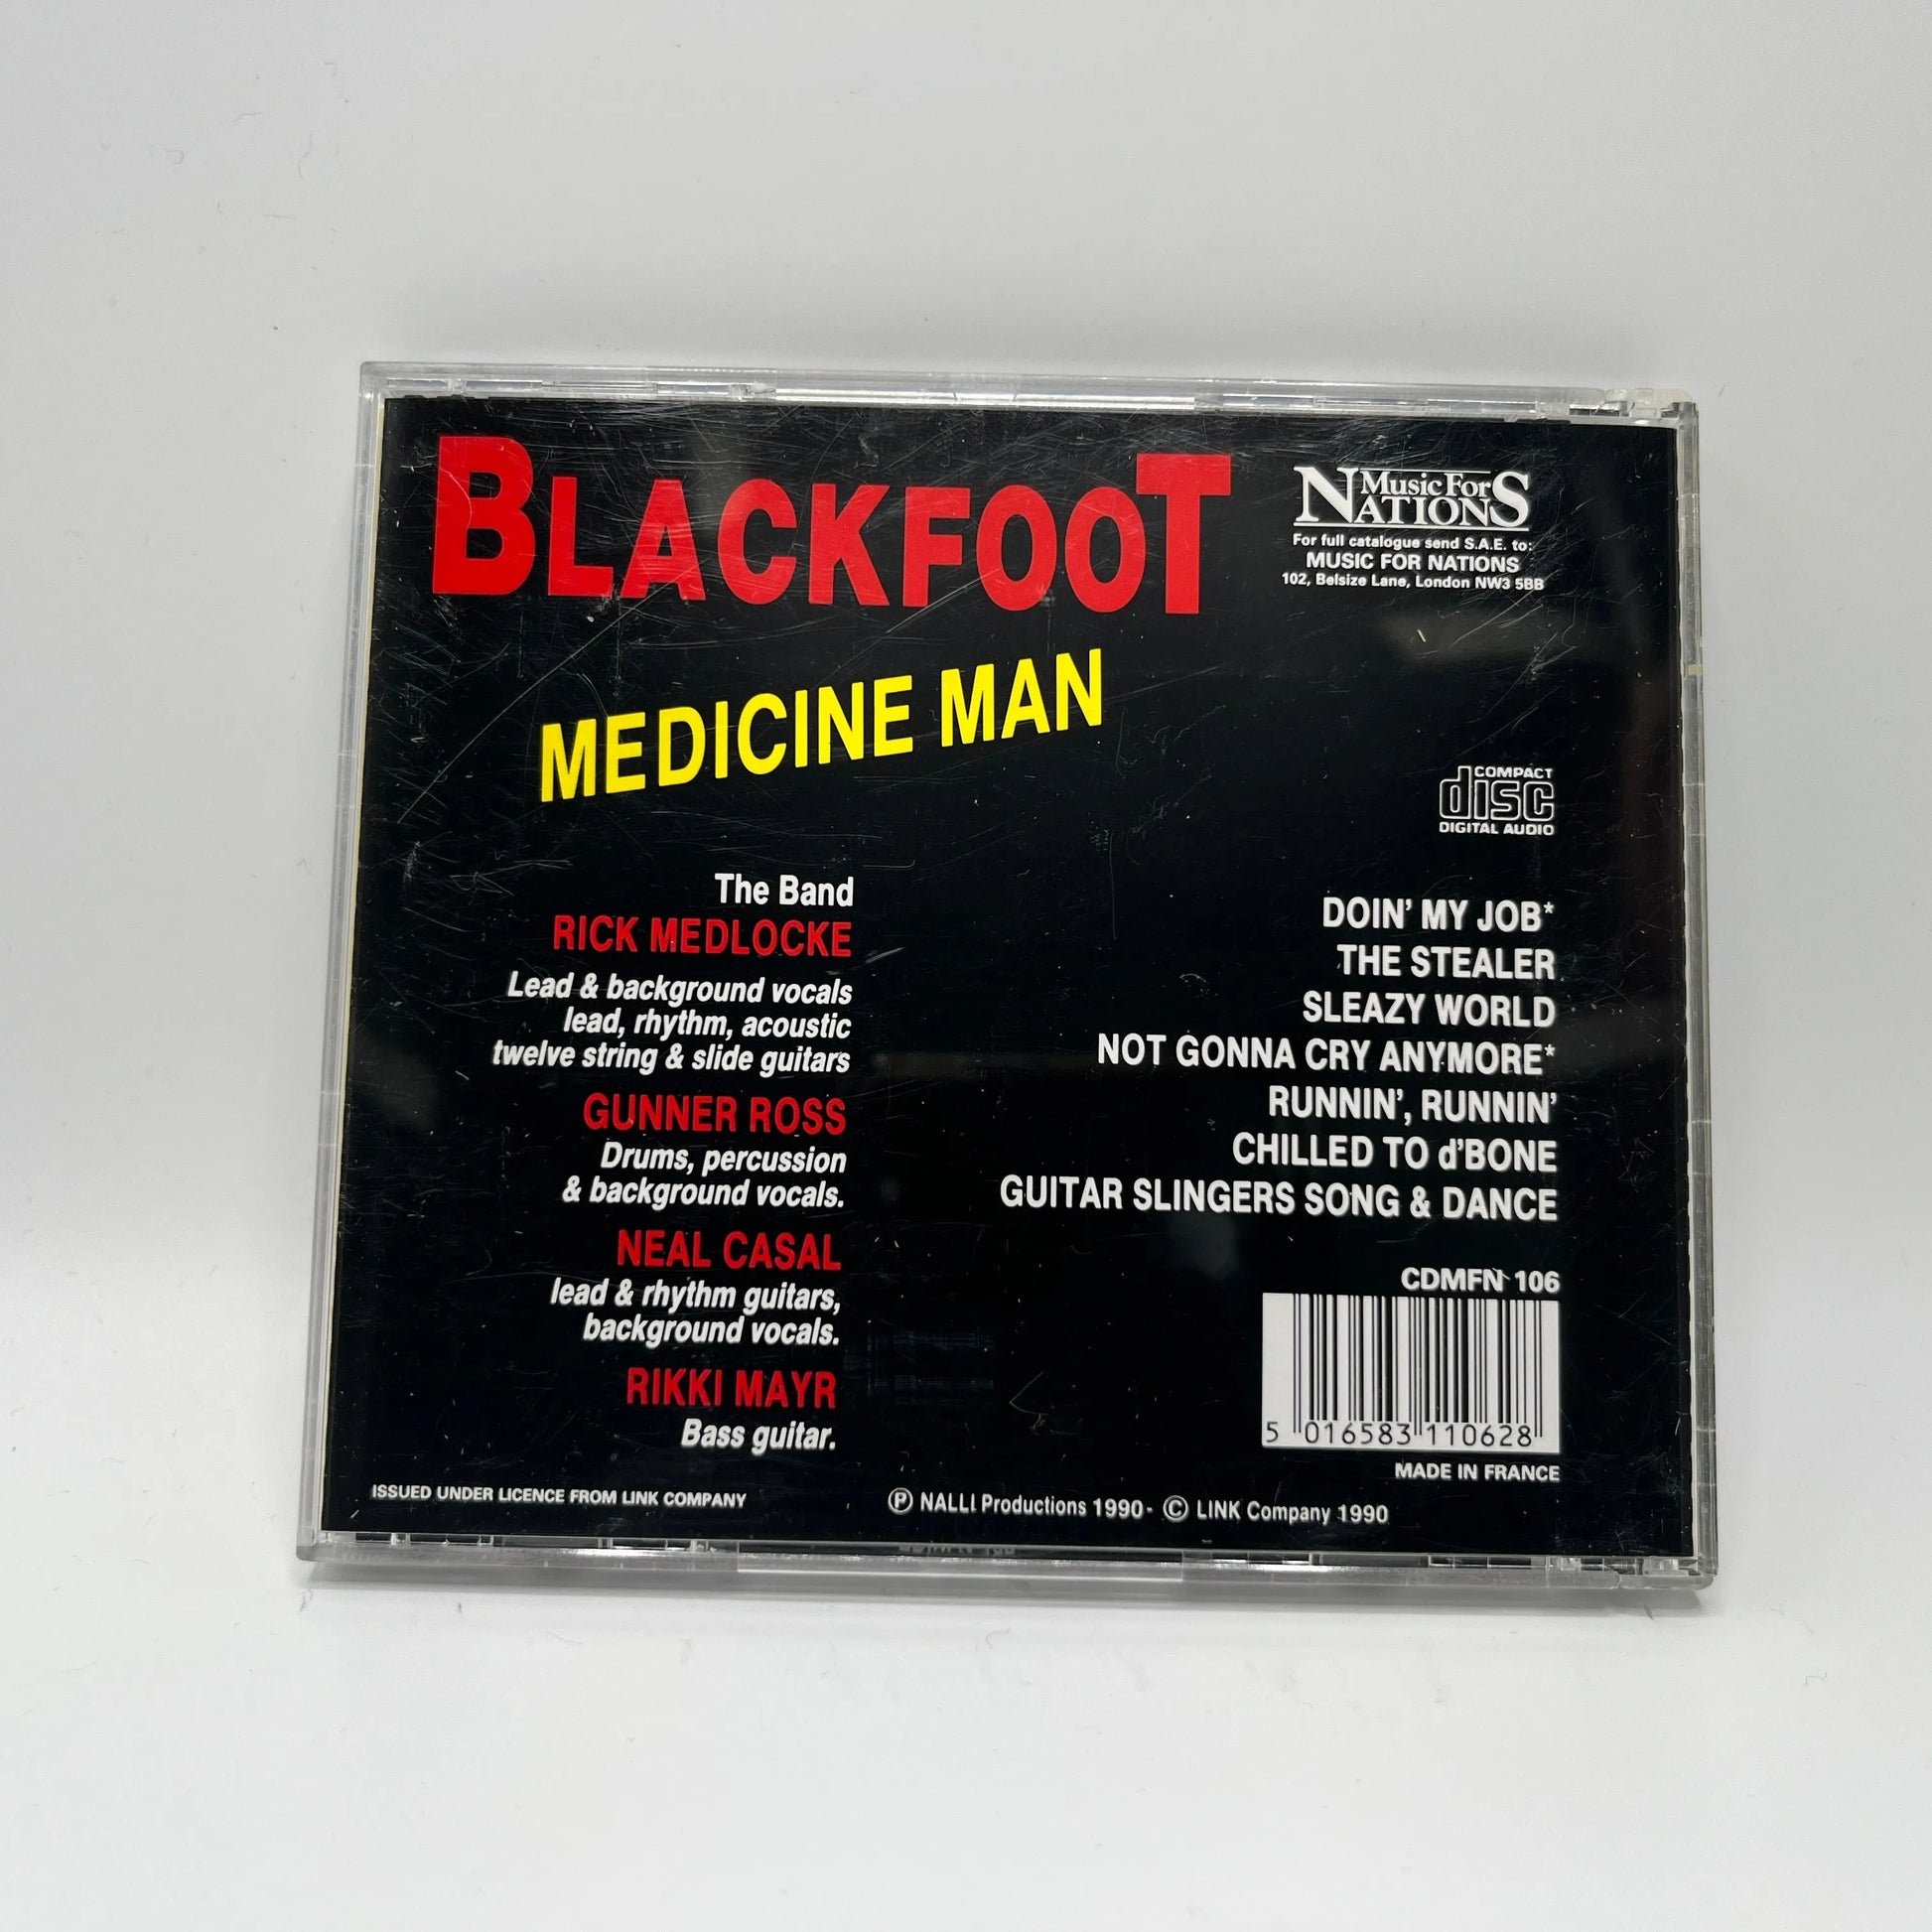 BLACKFOOT
MEDICINE MAN
Music For
NATIONS
For full catalogue send S.A.E. to:
MUSIC FOR NATIONS
102, Belsize Lane, London NW3 5BB
COMPACT
disc
DIGITAL AUDIO
The Band
RICK MEDLOCKE
Lead & background vocals
lead, rhythm, acoustic
twelve string & slide guitars
GUNNER ROSS
Drums, percussion
& background vocals.
NEAL CASAL
lead & rhythm guitars,
background vocals.
RIKKI MAYR
Bass guitar.
DOIN' MY JOB*
THE STEALER
SLEAZY WORLD
NOT GONNA CRY ANYMORE*
RUNNIN', RUNNIN'
CHILLED TO d'BONE
GUITAR SLINGERS SONG & DANCE
CDMFN 106
5 016583 110628
MADE IN FRANCE
ISSUED UNDER LICENCE FROM LINK COMPANY
Ⓟ NALLI Productions 1990 - © LINK Company 1990